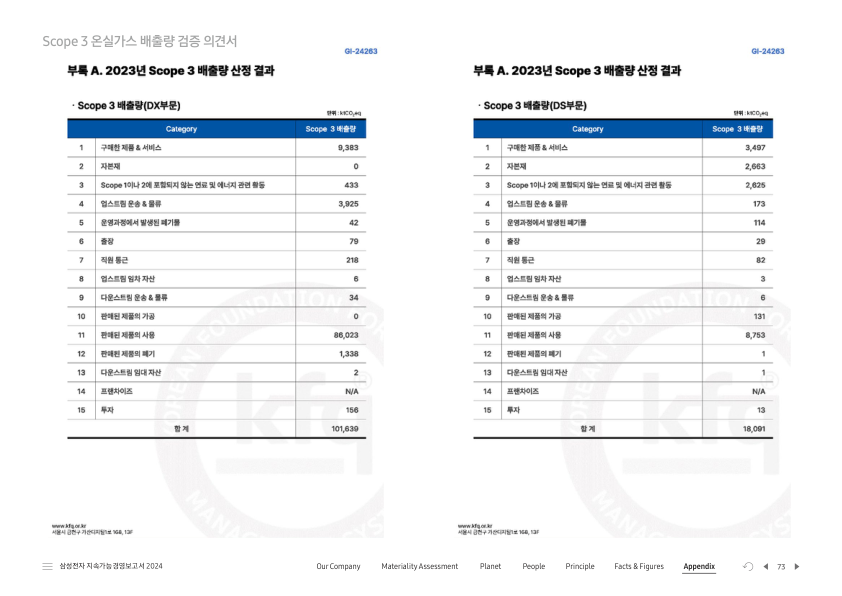 Scope 3 온실가스 배출량 검증 의견서
GI-24263
부록 A. 2023년 Scope 3 배출량 산정 결과
· Scope 3 배출량(DX부문)
단위 : ktCO₂eq
Category Scope 3 배출량
1 구매한 제품 & 서비스 9,383
2 자본재 0
3 Scope 1이나 2에 포함되지 않는 연료 및 에너지 관련 활동 433
4 업스트림 운송 & 물류 3,925
5 운영과정에서 발생된 폐기물 42
6 출장 79
7 직원 통근 218
8 업스트림 임차 자산 6
9 다운스트림 운송 & 물류 34
10 판매된 제품의 가공 0
11 판매된 제품의 사용 86,023
12 판매된 제품의 폐기 1,338
13 다운스트림 임대 자산 2
14 프랜차이즈 N/A
15 투자 156
합 계 101,639
www.kfq.or.kr
서울시 금천구 가산디지털1로 168, 13F
GI-24263
부록 A. 2023년 Scope 3 배출량 산정 결과
· Scope 3 배출량(DS부문)
단위 : ktCO₂eq
Category Scope 3 배출량
1 구매한 제품 & 서비스 3,497
2 자본재 2,663
3 Scope 1이나 2에 포함되지 않는 연료 및 에너지 관련 활동 2,625
4 업스트림 운송 & 물류 173
5 운영과정에서 발생된 폐기물 114
6 출장 29
7 직원 통근 82
8 업스트림 임차 자산 3
9 다운스트림 운송 & 물류 6
10 판매된 제품의 가공 131
11 판매된 제품의 사용 8,753
12 판매된 제품의 폐기 1
13 다운스트림 임대 자산 1
14 프랜차이즈 N/A
15 투자 13
합 계 18,091
www.kfq.or.kr
서울시 금천구 가산디지털1로 168, 13F
삼성전자 지속가능경영보고서 2024
Our Company Materiality Assessment Planet People Principle Facts & Figures Appendix 73